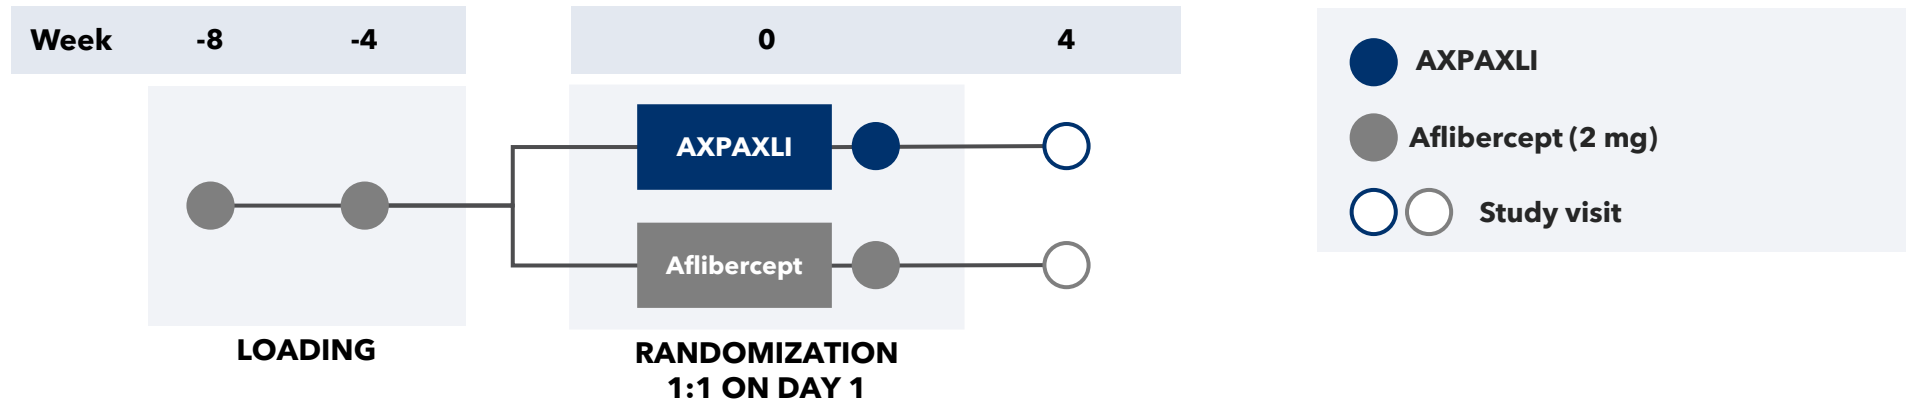 Week -8 -4 0 4
AXPAXLI
Aflibercept
LOADING
RANDOMIZATION
1:1 ON DAY 1
AXPAXLI
Aflibercept (2 mg)
Study visit